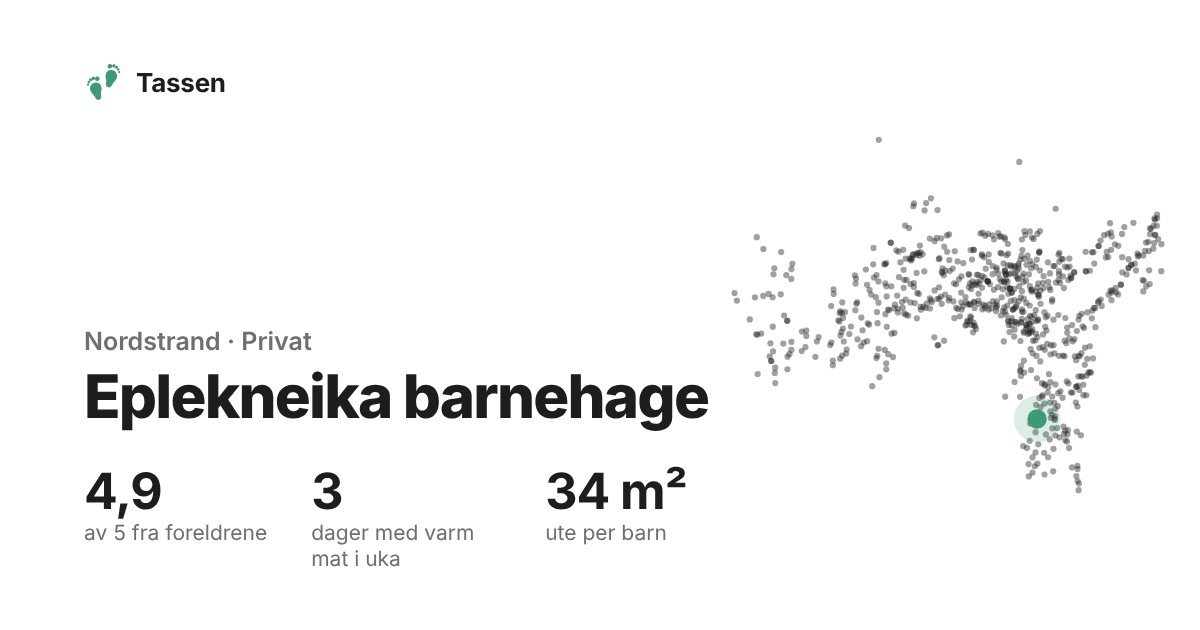 Tassen
Nordstrand · Privat
Eplekneika barnehage
4,9
av 5 fra foreldrene
3
dager med varm
mat i uka
34 m²
ute per barn